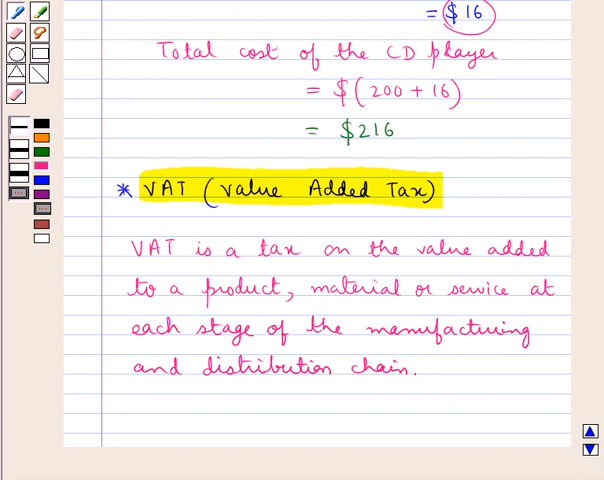 = $16
Total cost of the CD player
= $(200 + 16)
= $216
* VAT (Value Added Tax)
VAT is a tax on the value added
to a product, material or service at
each stage of the manufacturing
and distribution chain.